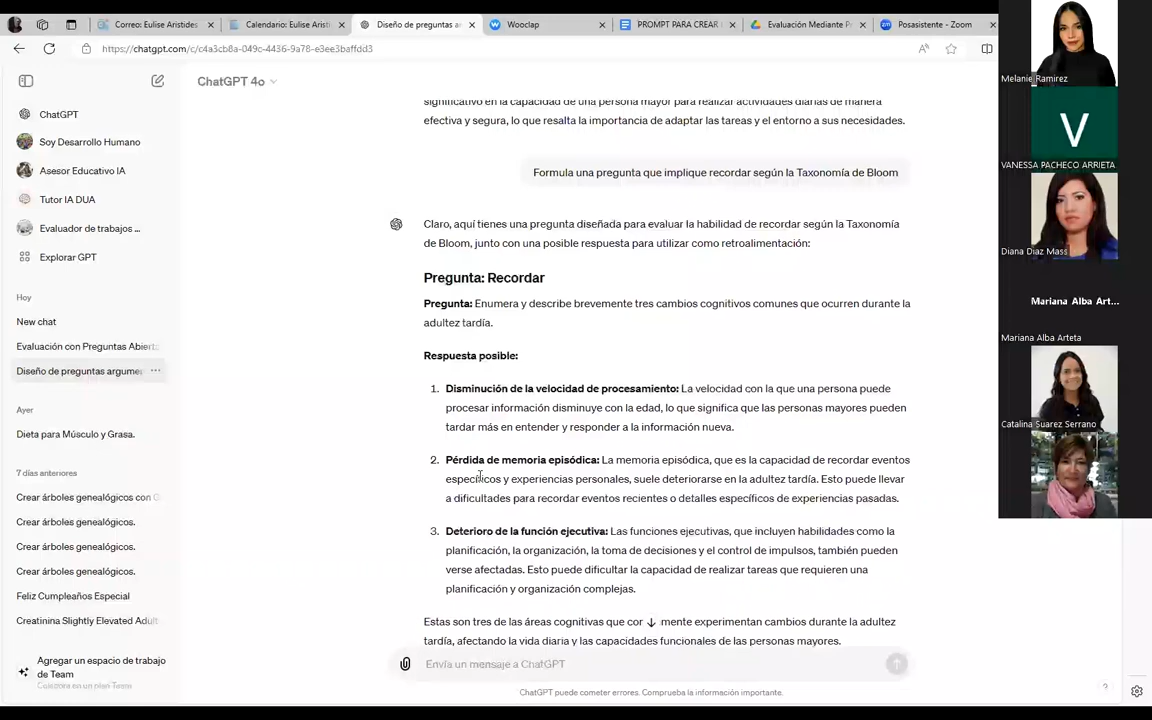 Correo: Eulise Aristides
Calendario: Eulise Aristi
Diseño de preguntas ar
Wooclap
PROMPT PARA CREAR
Evaluación Mediante Pr
Posasistente - Zoom
https://chatgpt.com/c/c4a3cb8a-049c-4436-9a78-e3ee3baffdd3
ChatGPT 4o
ChatGPT
Soy Desarrollo Humano
Asesor Educativo IA
Tutor IA DUA
Evaluador de trabajos ...
Explorar GPT
Hoy
New chat
Evaluación con Preguntas Abiert
Diseño de preguntas argume ...
Ayer
Dieta para Músculo y Grasa.
7 días anteriores
Crear árboles genealógicos con
Crear árboles genealógicos.
Crear árboles genealógicos.
Crear árboles genealógicos.
Feliz Cumpleaños Especial
Creatinina Slightly Elevated Adul
Agregar un espacio de trabajo
de Team
Colabora en un plan Team
significativo en la capacidad de una persona mayor para realizar actividades diarias de manera
efectiva y segura, lo que resalta la importancia de adaptar las tareas y el entorno a sus necesidades.
Formula una pregunta que implique recordar según la Taxonomía de Bloom
Claro, aquí tienes una pregunta diseñada para evaluar la habilidad de recordar según la Taxonomía
de Bloom, junto con una posible respuesta para utilizar como retroalimentación:
Pregunta: Recordar
Pregunta: Enumera y describe brevemente tres cambios cognitivos comunes que ocurren durante la
adultez tardía.
Respuesta posible:
1. Disminución de la velocidad de procesamiento: La velocidad con la que una persona puede
procesar información disminuye con la edad, lo que significa que las personas mayores pueden
tardar más en entender y responder a la información nueva.
2. Pérdida de memoria episódica: La memoria episódica, que es la capacidad de recordar eventos
específicos y experiencias personales, suele deteriorarse en la adultez tardía. Esto puede llevar
a dificultades para recordar eventos recientes o detalles específicos de experiencias pasadas.
3. Deterioro de la función ejecutiva: Las funciones ejecutivas, que incluyen habilidades como la
planificación, la organización, la toma de decisiones y el control de impulsos, también pueden
verse afectadas. Esto puede dificultar la capacidad de realizar tareas que requieren una
planificación y organización complejas.
Estas son tres de las áreas cognitivas que cor mente experimentan cambios durante la adultez
tardía, afectando la vida diaria y las capacidades funcionales de las personas mayores.
Envía un mensaje a ChatGPT
ChatGPT puede cometer errores. Comprueba la información importante.
?
Melanie Ramirez
V
VANESSA PACHECO ARRIETA
Diana Diaz Mass
Mariana Alba Art...
Mariana Alba Arteta
Catalina Suarez Serrano